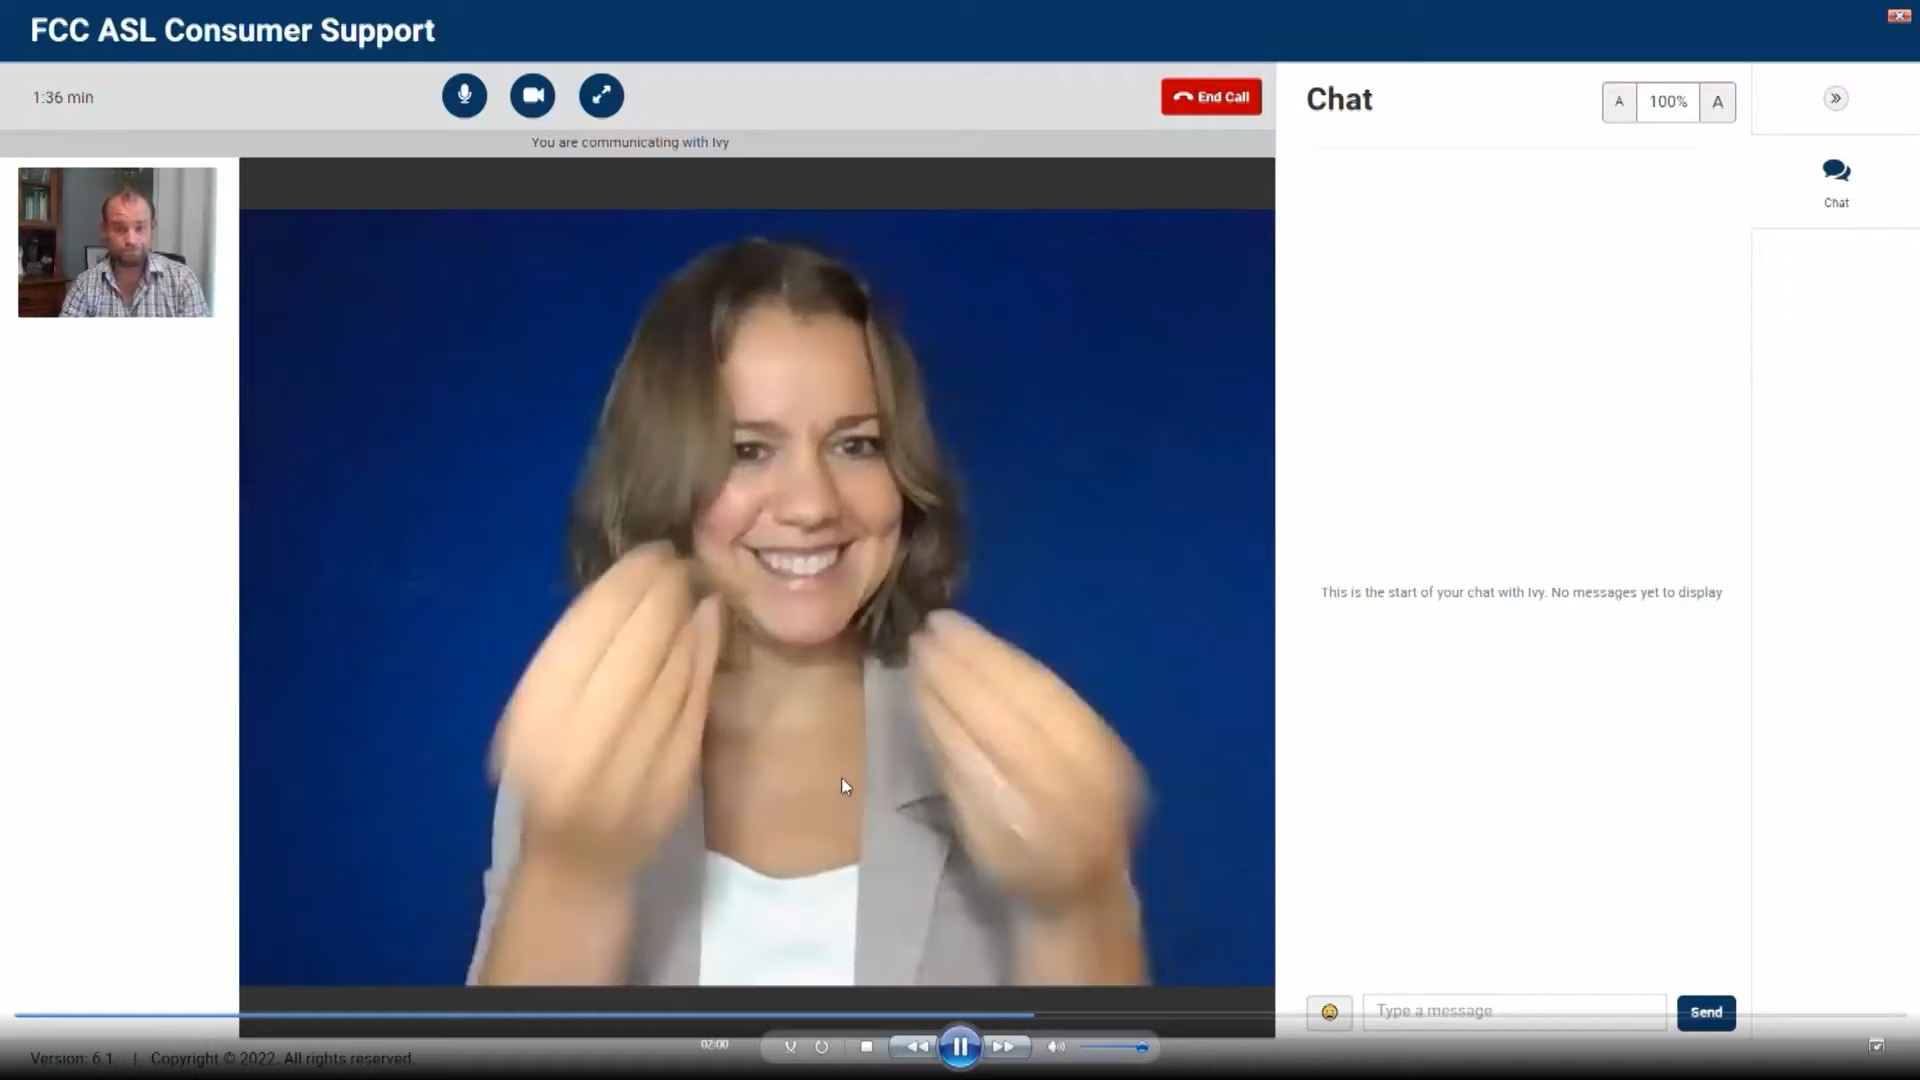 FCC ASL Consumer Support
1:36 min
End Call
You are communicating with Ivy
Chat
A 100% A
Chat
This is the start of your chat with Ivy. No messages yet to display
Type a message
Send
02:00
Version: 6.1 | Copyright © 2022. All rights reserved.